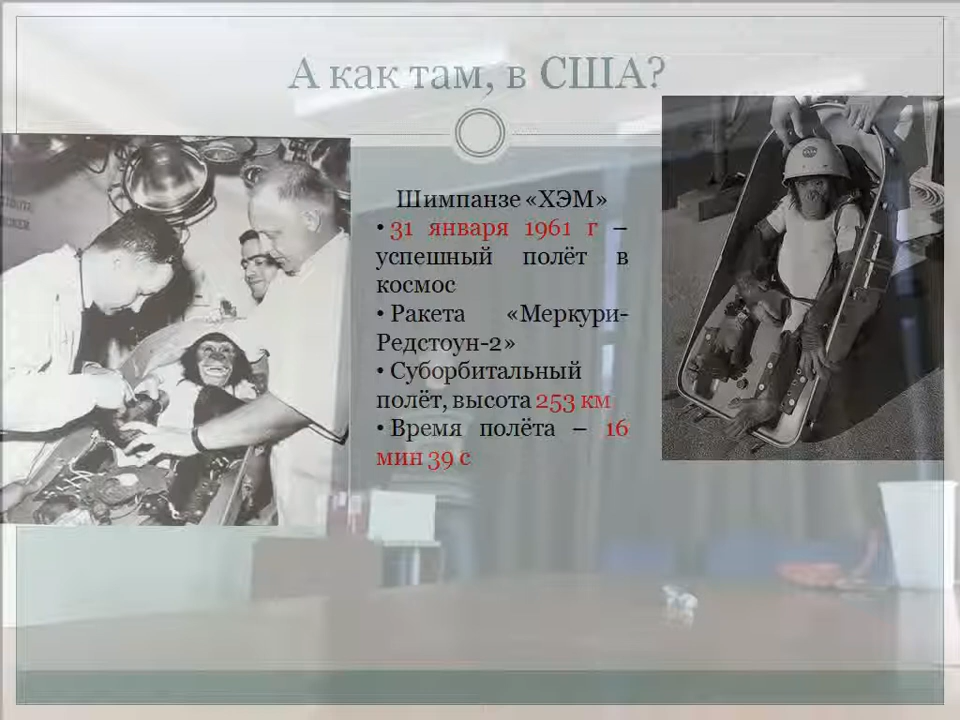 А как там, в США?
Шимпанзе «ХЭМ»
• 31 января 1961 г –
успешный полёт в
космос
• Ракета «Меркури-
Редстоун-2»
• Суборбитальный
полёт, высота 253 км
• Время полёта – 16
мин 39 с
NASA